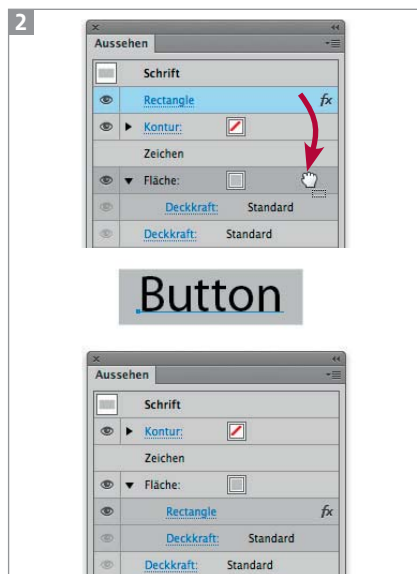 2
Aussehen
Schrift
Rectangle fx
Kontur:
Zeichen
Fläche:
Deckkraft: Standard
Deckkraft: Standard
Button
Aussehen
Schrift
Kontur:
Zeichen
Fläche:
Rectangle fx
Deckkraft: Standard
Deckkraft: Standard